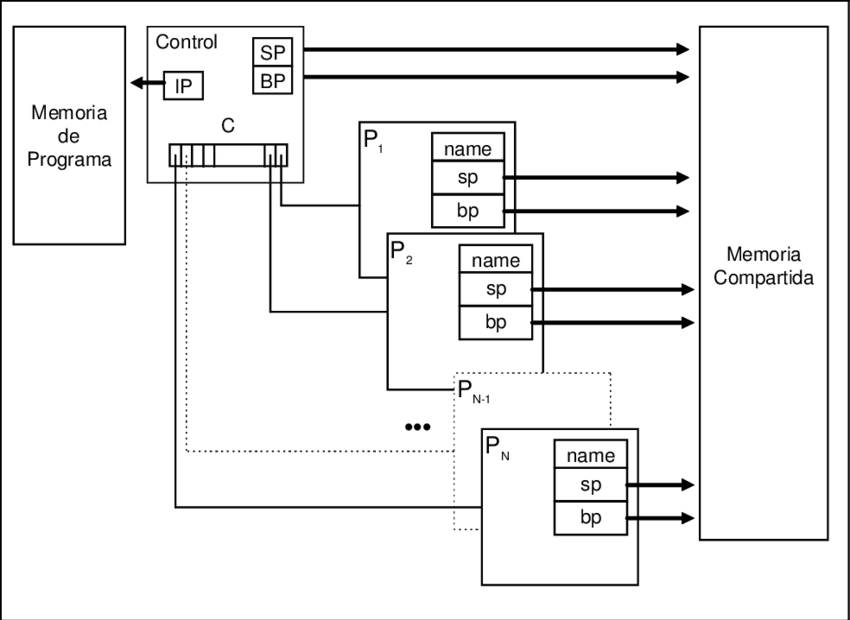 Control
SP
BP
IP
C
Memoria
de
Programa
P1
name
sp
bp
P2
name
sp
bp
PN-1
•••
PN
name
sp
bp
Memoria
Compartida